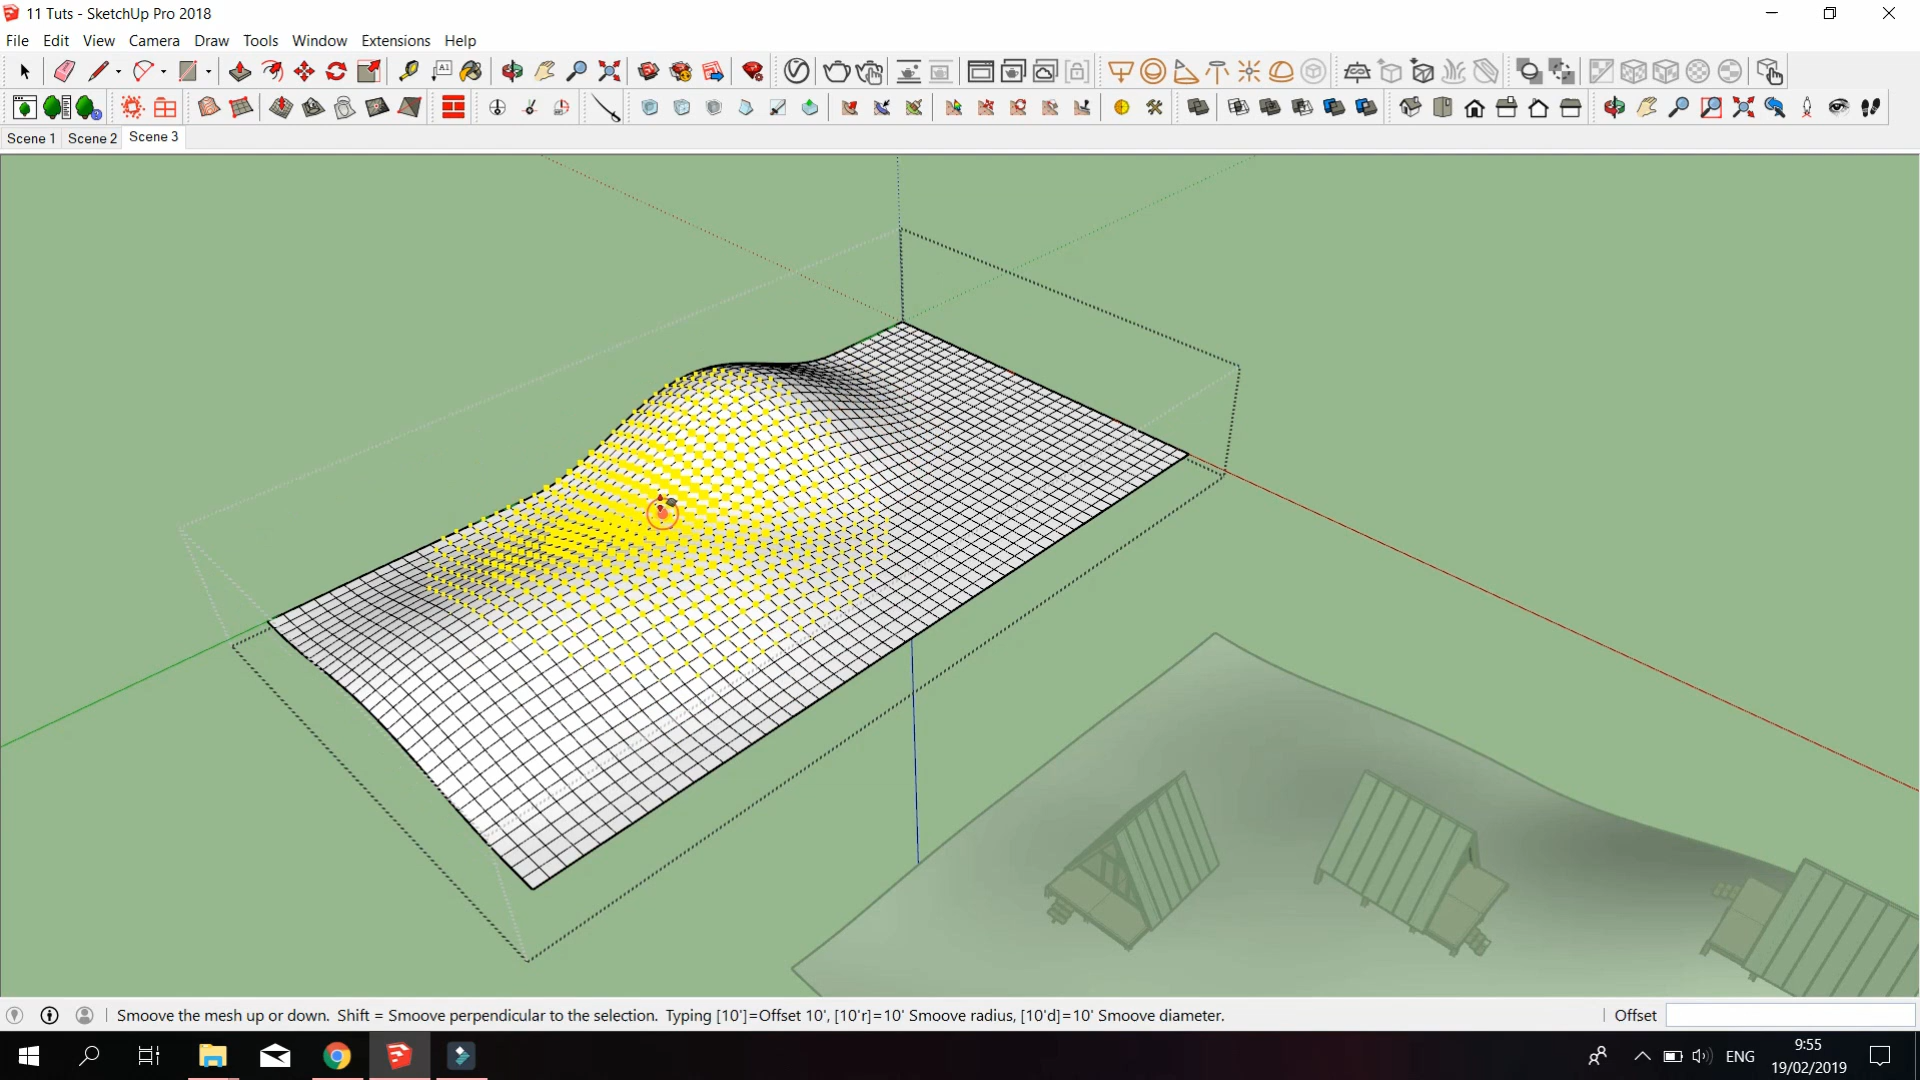 11 Tuts - SketchUp Pro 2018
File Edit View Camera Draw Tools Window Extensions Help
A1
Scene 1 Scene 2 Scene 3
Smoove the mesh up or down. Shift = Smoove perpendicular to the selection. Typing [10']=Offset 10', [10'r]=10' Smoove radius, [10'd]=10' Smoove diameter.
Offset
ENG
9:55
19/02/2019